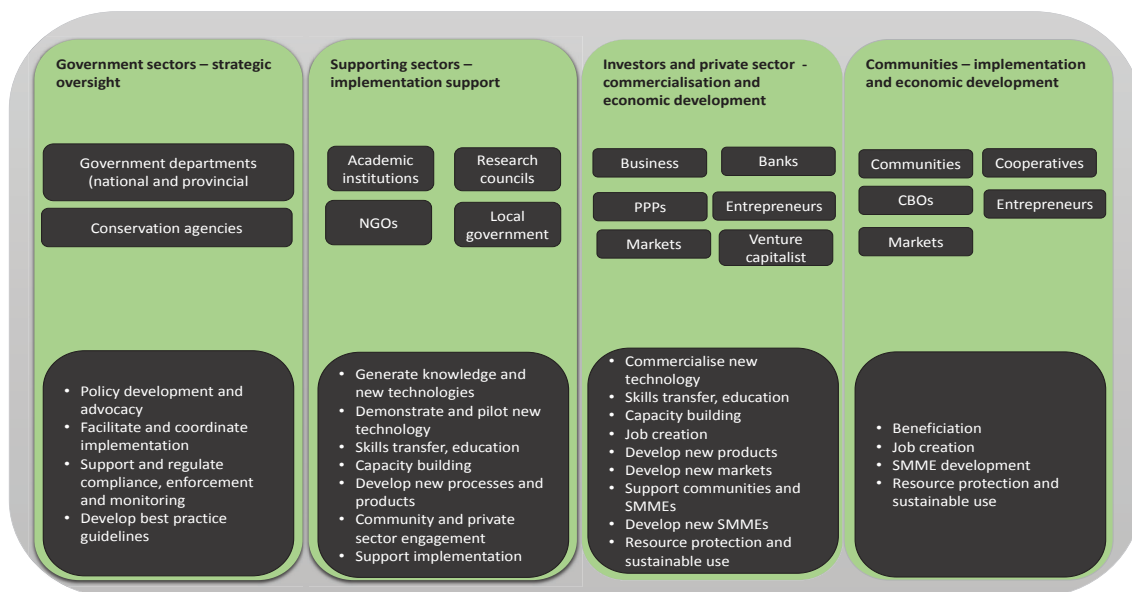 Government sectors – strategic
oversight
Government departments
(national and provincial
Conservation agencies
• Policy development and
advocacy
• Facilitate and coordinate
implementation
• Support and regulate
compliance, enforcement
and monitoring
• Develop best practice
guidelines
Supporting sectors –
implementation support
Academic
institutions
Research
councils
NGOs
Local
government
• Generate knowledge and
new technologies
• Demonstrate and pilot new
technology
• Skills transfer, education
• Capacity building
• Develop new processes and
products
• Community and private
sector engagement
• Support implementation
Investors and private sector -
commercialisation and
economic development
Business
Banks
PPPs
Entrepreneurs
Markets
Venture
capitalist
• Commercialise new
technology
• Skills transfer, education
• Capacity building
• Job creation
• Develop new products
• Develop new markets
• Support communities and
SMMEs
• Develop new SMMEs
• Resource protection and
sustainable use
Communities – implementation
and economic development
Communities
Cooperatives
CBOs
Entrepreneurs
Markets
• Beneficiation
• Job creation
• SMME development
• Resource protection and
sustainable use